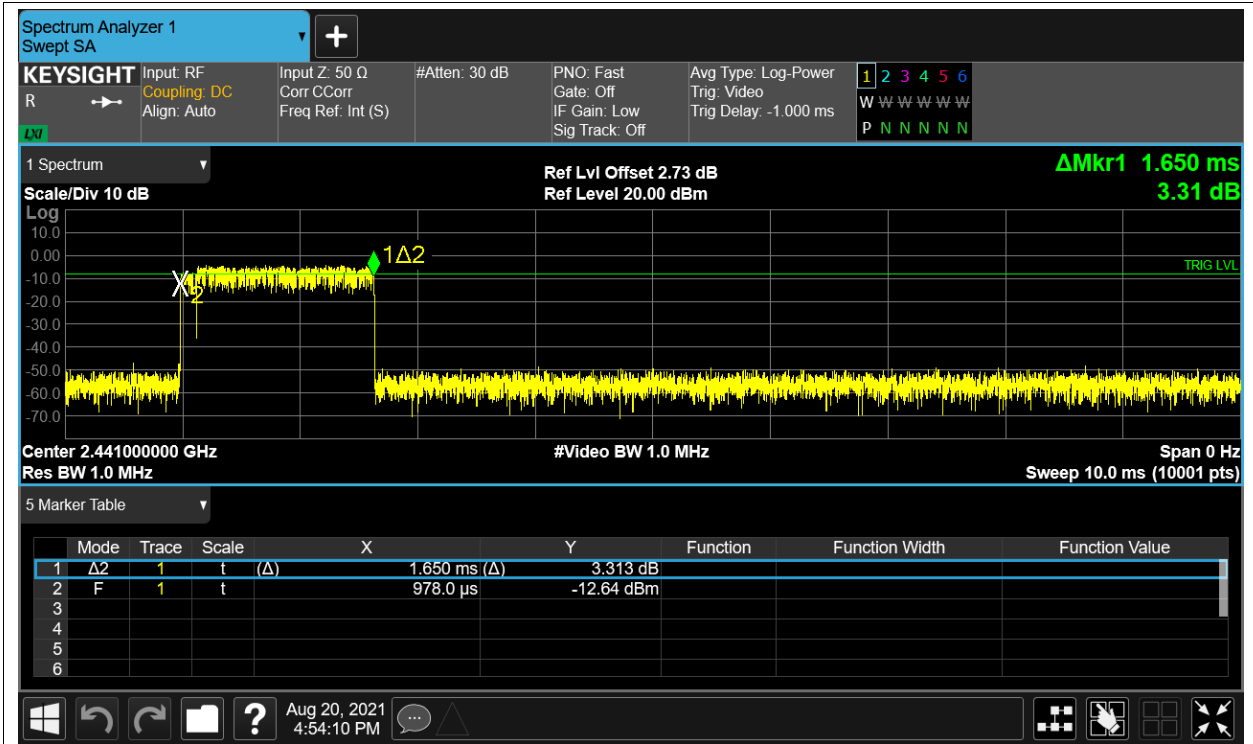 Spectrum Analyzer 1
Swept SA
KEYSIGHT Input: RF Input Z: 50 Ω #Atten: 30 dB PNO: Fast Avg Type: Log-Power 1 2 3 4 5 6
R Coupling: DC Corr CCorr Gate: Off Trig: Video W W W W W W
Align: Auto Freq Ref: Int (S) IF Gain: Low Trig Delay: -1.000 ms
LXI Sig Track: Off P N N N N N
1 Spectrum
Ref Lvl Offset 2.73 dB ΔMkr1 1.650 ms
Scale/Div 10 dB Ref Level 20.00 dBm 3.31 dB
Log
10.0
0.00
1Δ2
TRIG LVL
-10.0
X2
-20.0
-30.0
-40.0
-50.0
-60.0
-70.0
Center 2.441000000 GHz #Video BW 1.0 MHz Span 0 Hz
Res BW 1.0 MHz Sweep 10.0 ms (10001 pts)
5 Marker Table
Mode Trace Scale X Y Function Function Width Function Value
1 Δ2 1 t (Δ) 1.650 ms (Δ) 3.313 dB
2 F 1 t 978.0 µs -12.64 dBm
3
4
5
6
? Aug 20, 2021
4:54:10 PM